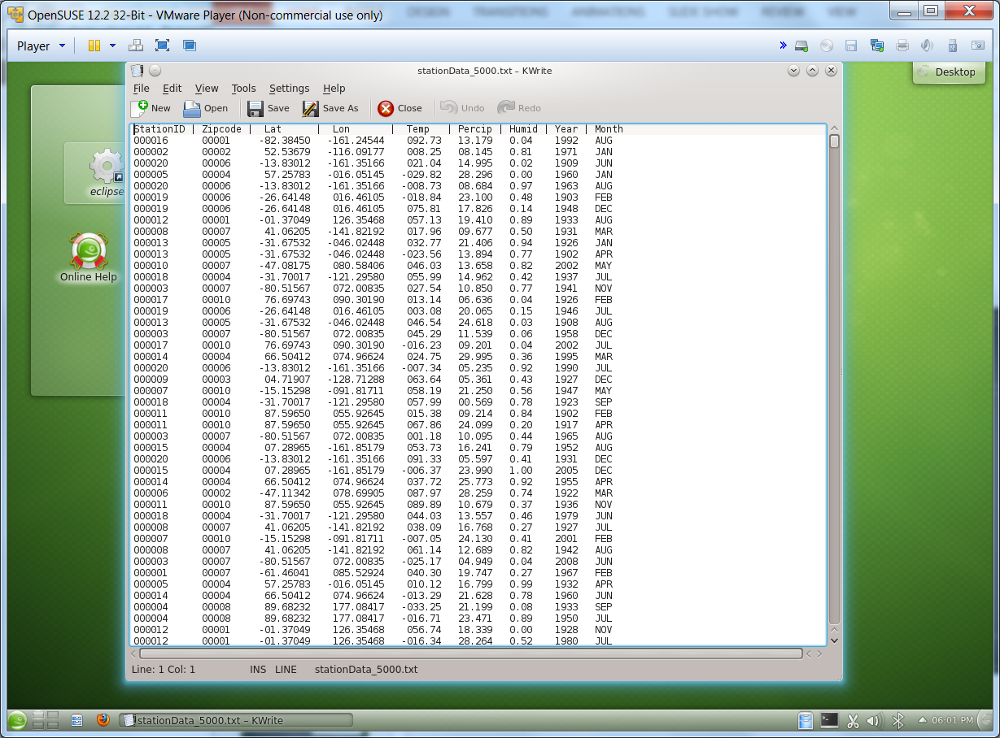 OpenSUSE 12.2 32-Bit - VMware Player (Non-commercial use only)
Player
Desktop
stationData_5000.txt – KWrite
File Edit View Tools Settings Help
New Open Save Save As Close Undo Redo
eclipse
Online Help
StationID | Zipcode | Lat | Lon | Temp | Percip | Humid | Year | Month
000016 00001 -82.38450 -161.24544 092.73 13.179 0.04 1992 AUG
000002 00002 52.53679 -116.09177 008.25 08.145 0.81 1971 JAN
000020 00006 -13.83012 -161.35166 021.04 14.995 0.02 1909 JUN
000005 00004 57.25783 -016.05145 -029.82 28.296 0.00 1960 JAN
000020 00006 -13.83012 -161.35166 -008.73 08.684 0.97 1963 AUG
000019 00006 -26.64148 016.46105 -018.84 23.100 0.48 1903 FEB
000019 00006 -26.64148 016.46105 075.81 17.826 0.14 1948 DEC
000012 00001 -01.37049 126.35468 057.13 19.410 0.89 1933 AUG
000008 00007 41.06205 -141.82192 017.96 09.677 0.50 1931 MAR
000013 00005 -31.67532 -046.02448 032.77 21.406 0.94 1926 JAN
000013 00005 -31.67532 -046.02448 -023.56 13.894 0.77 1902 APR
000010 00007 -47.08175 080.58406 046.03 13.658 0.82 2002 MAY
000018 00004 -31.70017 -121.29580 055.99 14.962 0.42 1937 JUL
000003 00007 -80.51567 072.00835 027.54 10.850 0.77 1941 NOV
000017 00010 76.69743 090.30190 013.14 06.636 0.04 1926 FEB
000019 00006 -26.64148 016.46105 003.08 20.065 0.15 1946 JUL
000013 00005 -31.67532 -046.02448 046.54 24.618 0.03 1908 AUG
000003 00007 -80.51567 072.00835 045.29 11.539 0.06 1958 DEC
000017 00010 76.69743 090.30190 -016.23 09.201 0.04 2002 JUL
000014 00004 66.50412 074.96624 024.75 29.995 0.36 1995 MAR
000020 00006 -13.83012 -161.35166 -007.34 05.235 0.92 1990 JUL
000009 00003 04.71907 -128.71288 063.64 05.361 0.43 1927 DEC
000007 00010 -15.15298 -091.81711 058.19 21.250 0.56 1947 MAY
000018 00004 -31.70017 -121.29580 057.99 00.569 0.78 1923 SEP
000011 00010 87.59650 055.92645 015.38 09.214 0.84 1902 FEB
000011 00010 87.59650 055.92645 067.86 24.099 0.20 1917 APR
000003 00007 -80.51567 072.00835 001.18 10.095 0.44 1965 AUG
000015 00004 07.28965 -161.85179 053.73 16.241 0.79 1952 AUG
000020 00006 -13.83012 -161.35166 091.33 05.597 0.41 1931 DEC
000015 00004 07.28965 -161.85179 -006.37 23.990 1.00 2005 DEC
000014 00004 66.50412 074.96624 037.72 25.773 0.92 1955 APR
000006 00002 -47.11342 078.69905 087.97 28.259 0.74 1922 MAR
000011 00010 87.59650 055.92645 089.89 10.679 0.37 1936 NOV
000018 00004 -31.70017 -121.29580 044.03 13.557 0.46 1979 JUN
000008 00007 41.06205 -141.82192 038.09 16.768 0.27 1927 JUL
000007 00010 -15.15298 -091.81711 -007.05 24.130 0.41 2001 FEB
000008 00007 41.06205 -141.82192 061.14 12.689 0.82 1942 AUG
000003 00007 -80.51567 072.00835 -025.17 04.949 0.04 2008 JUN
000001 00007 -61.46041 085.52924 040.30 19.747 0.27 1967 FEB
000005 00004 57.25783 -016.05145 010.12 16.799 0.99 1932 APR
000014 00004 66.50412 074.96624 -013.29 21.628 0.78 1960 JUN
000004 00008 89.68232 177.08417 -033.25 21.199 0.08 1933 SEP
000004 00008 89.68232 177.08417 -016.71 23.471 0.89 1950 JUL
000012 00001 -01.37049 126.35468 056.74 18.339 0.00 1928 NOV
000012 00001 -01.37049 126.35468 -016.34 28.264 0.52 1980 JUL
Line: 1 Col: 1 INS LINE stationData_5000.txt
stationData_5000.txt – KWrite
06:01 PM